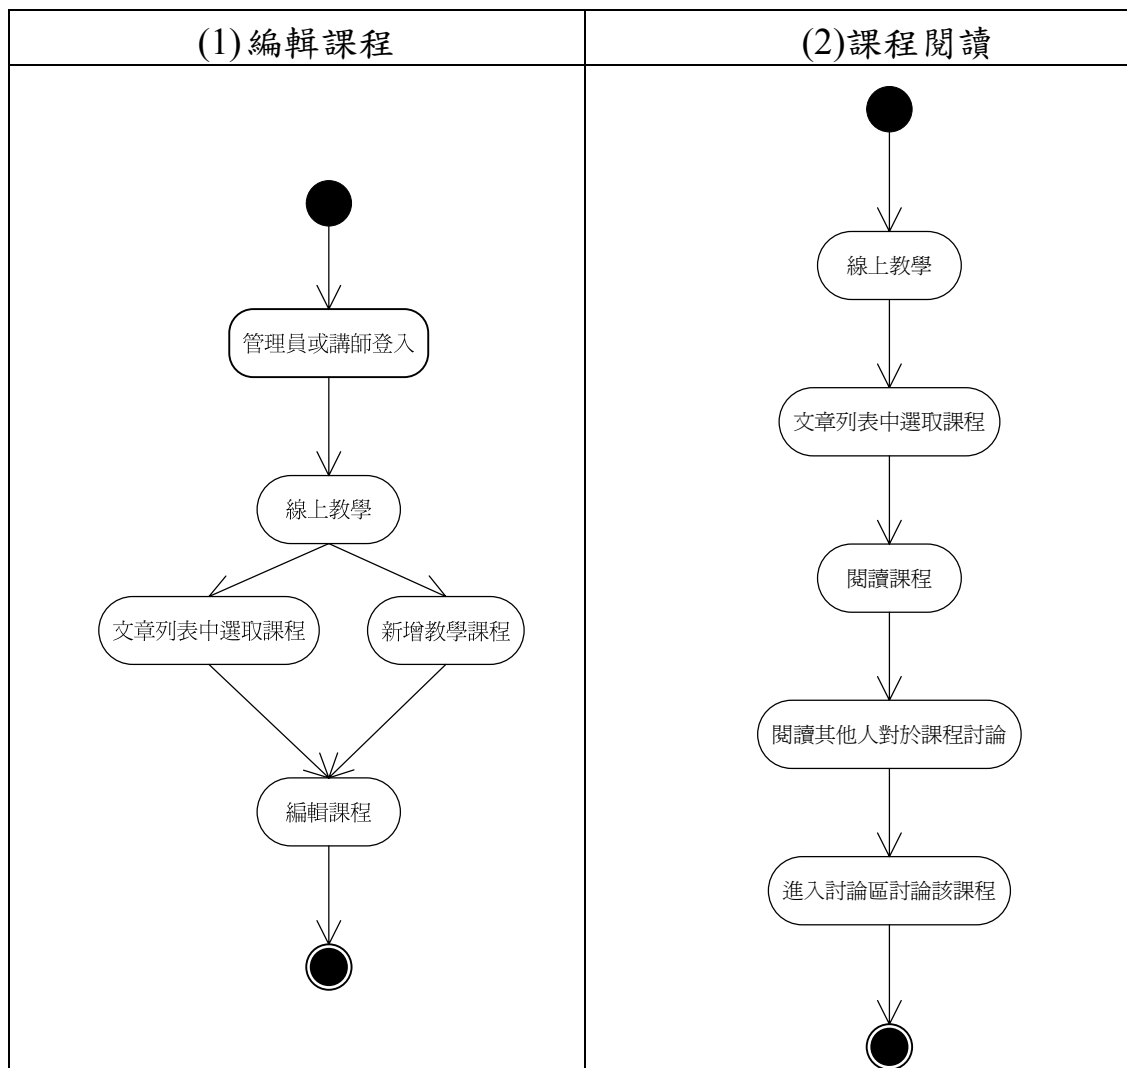 (1)編輯課程
管理員或講師登入
線上教學
文章列表中選取課程
新增教學課程
編輯課程
(2)課程閱讀
線上教學
文章列表中選取課程
閱讀課程
閱讀其他人對於課程討論
進入討論區討論該課程